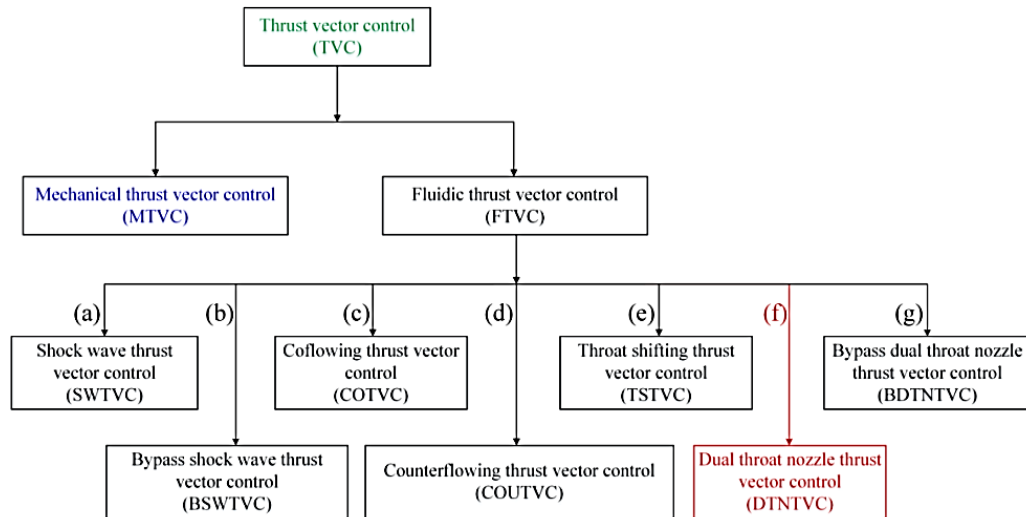 Thrust vector control
(TVC)
Mechanical thrust vector control
(MTVC)
Fluidic thrust vector control
(FTVC)
(a)
(b)
(c)
(d)
(e)
(f)
(g)
Shock wave thrust
vector control
(SWTVC)
Coflowing thrust vector
control
(COTVC)
Throat shifting thrust
vector control
(TSTVC)
Bypass dual throat nozzle
thrust vector control
(BDTNTVC)
Bypass shock wave thrust
vector control
(BSWTVC)
Counterflowing thrust vector control
(COUTVC)
Dual throat nozzle thrust
vector control
(DTNTVC)